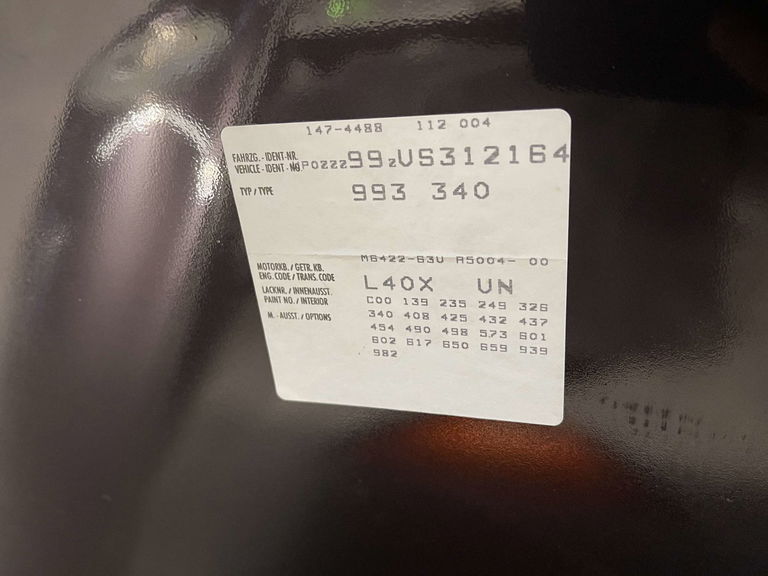 147-4488 112 004
FAHRZG.-IDENT-NR.
VEHICLE-IDENT-NO. WP0ZZZ99ZVS312164
TYP / TYPE 993 340
MOTORKB. / GETR.KB. M6422-63U A5004- 00
ENG.CODE / TRANS.CODE
LACKNR. / INNENAUSST. L40X UN
PAINT NO. / INTERIOR C00 139 235 249 326
M.-AUSST. / OPTIONS 340 408 425 432 437
454 490 498 573 601
602 617 650 659 939
982